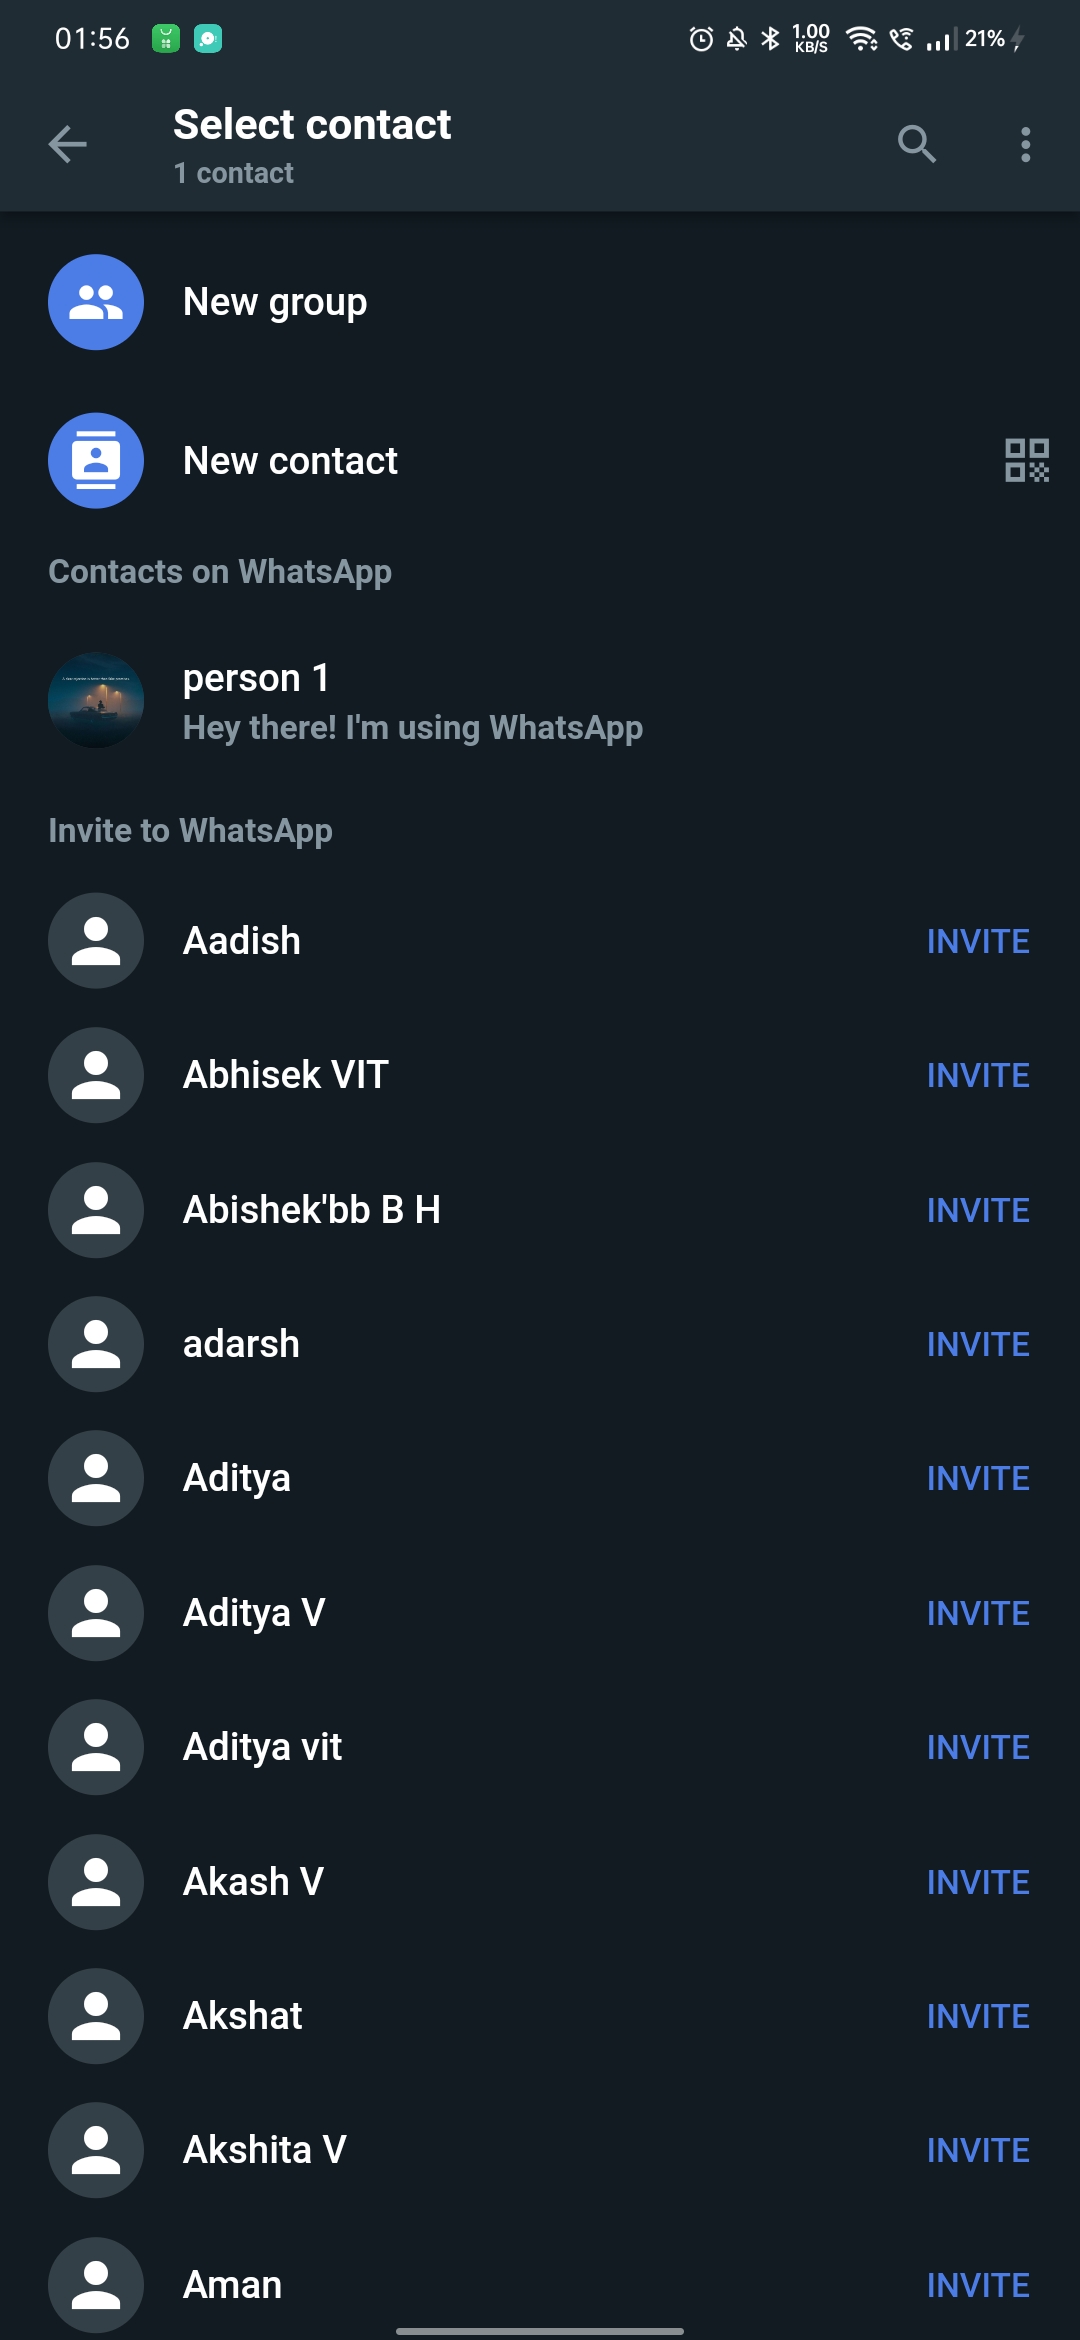 01:56
1.00 KB/S
21%
Select contact
1 contact
New group
New contact
Contacts on WhatsApp
person 1
Hey there! I'm using WhatsApp
Invite to WhatsApp
Aadish INVITE
Abhisek VIT INVITE
Abishek'bb B H INVITE
adarsh INVITE
Aditya INVITE
Aditya V INVITE
Aditya vit INVITE
Akash V INVITE
Akshat INVITE
Akshita V INVITE
Aman INVITE